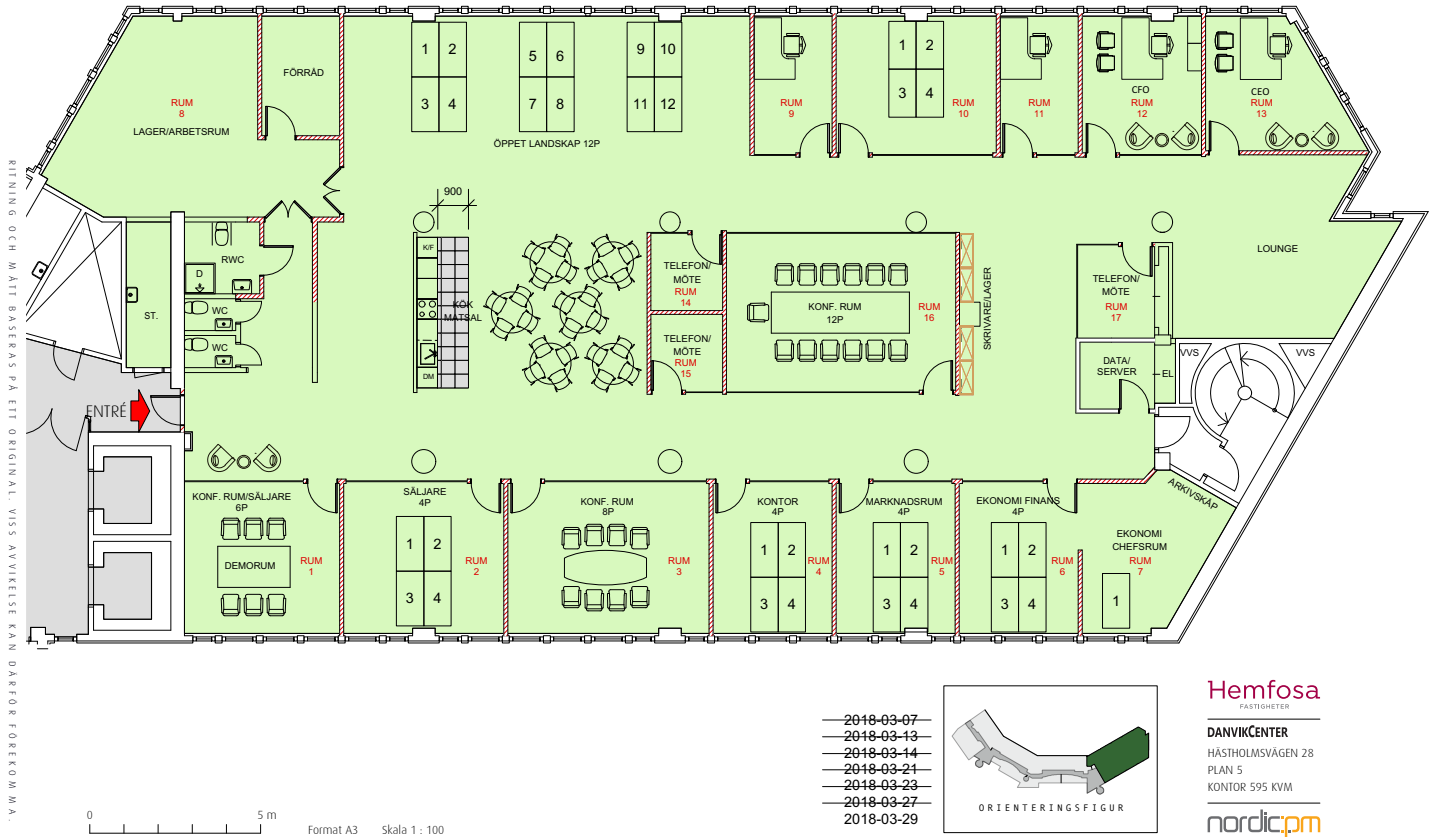 RITNING OCH MÅTT BASERAS PÅ ETT ORIGINAL. VISS AVVIKELSE KAN DÄRFÖR FÖREKOMMA.
RUM
8
LAGER/ARBETSRUM
FÖRRÅD
1 2
3 4
5 6
7 8
9 10
11 12
ÖPPET LANDSKAP 12P
RUM
9
1 2
3 4
RUM
10
RUM
11
CFO
RUM
12
CEO
RUM
13
900
K/F
KÖK
MATSAL
DM
RWC
D
WC
WC
ST.
ENTRÉ
TELEFON/
MÖTE
RUM
14
TELEFON/
MÖTE
RUM
15
KONF. RUM
12P
RUM
16
SKRIVARE/LAGER
TELEFON/
MÖTE
RUM
17
DATA/
SERVER
EL
LOUNGE
VVS
VVS
ARKIVSKÅP
KONF. RUM/SÄLJARE
6P
DEMORUM
RUM
1
SÄLJARE
4P
1 2
3 4
RUM
2
KONF. RUM
8P
RUM
3
KONTOR
4P
1 2
3 4
RUM
4
MARKNADSRUM
4P
1 2
3 4
RUM
5
EKONOMI FINANS
4P
1 2
3 4
RUM
6
EKONOMI
CHEFSRUM
RUM
7
1
0 5 m
Format A3 Skala 1 : 100
2018-03-07
2018-03-13
2018-03-14
2018-03-21
2018-03-23
2018-03-27
2018-03-29
ORIENTERINGSFIGUR
Hemfosa
FASTIGHETER
DANVIKCENTER
HÄSTHOLMSVÄGEN 28
PLAN 5
KONTOR 595 KVM
nordic:pm